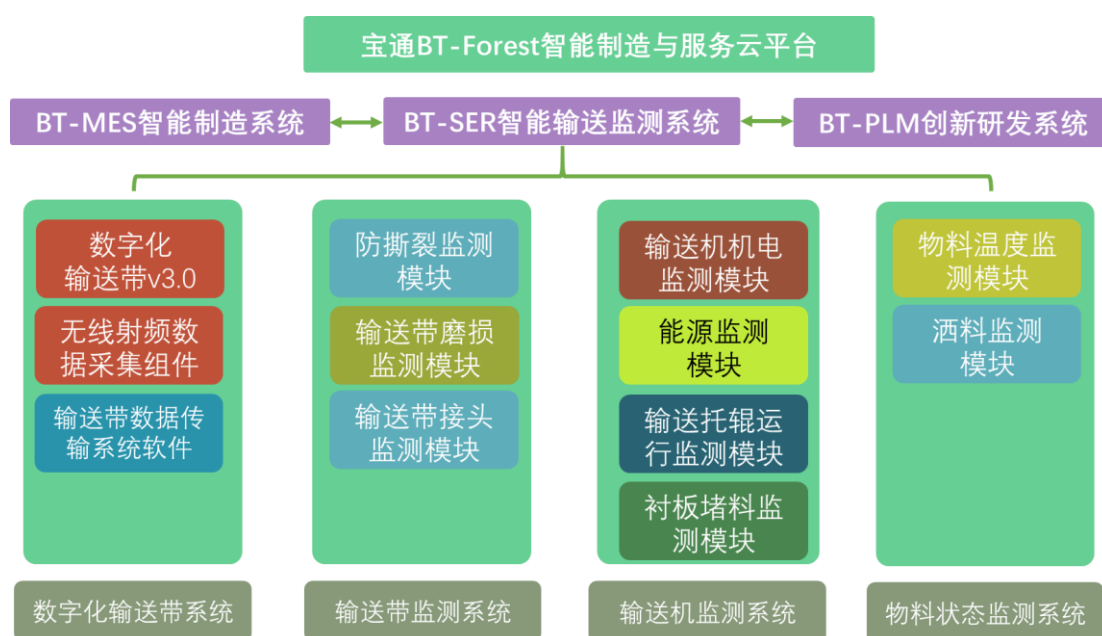 宝通BT-Forest智能制造与服务云平台
BT-MES智能制造系统
BT-SER智能输送监测系统
BT-PLM创新研发系统
数字化
输送带v3.0
无线射频数
据采集组件
输送带数据传
输系统软件
数字化输送带系统
防撕裂监测
模块
输送带磨损
监测模块
输送带接头
监测模块
输送带监测系统
输送机机电
监测模块
能源监测
模块
输送托辊运
行监测模块
衬板堵料监
测模块
输送机监测系统
物料温度监
测模块
洒料监测
模块
物料状态监测系统